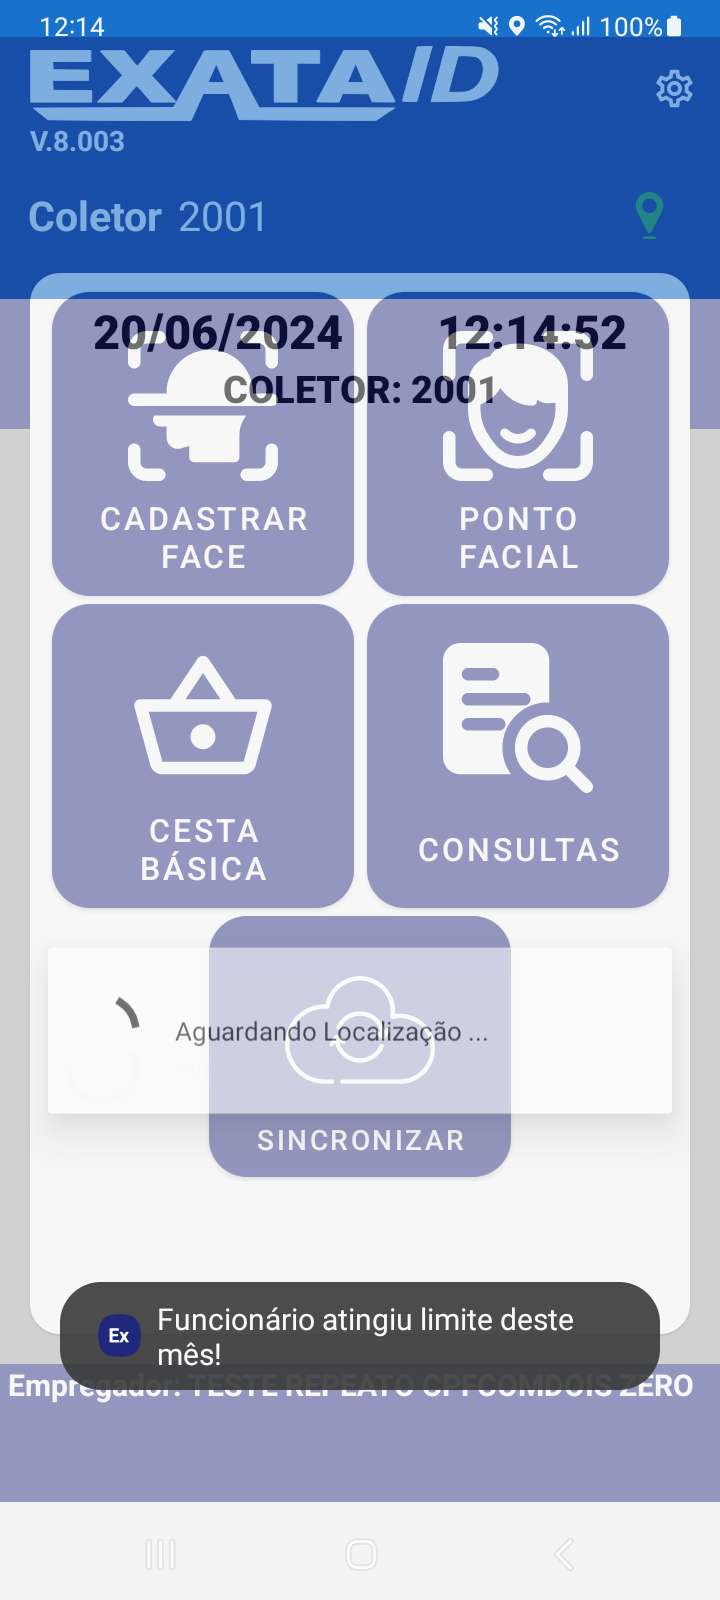 12:14
100%
EXATA ID
V.8.003
Coletor 2001
20/06/2024 12:14:52
COLETOR: 2001
CADASTRAR
FACE
PONTO
FACIAL
CESTA
BÁSICA
CONSULTAS
Aguardando Localização ...
SINCRONIZAR
Ex
Funcionário atingiu limite deste
mês!
Empregador: TESTE REPEATO CPFCOMDOIS ZERO